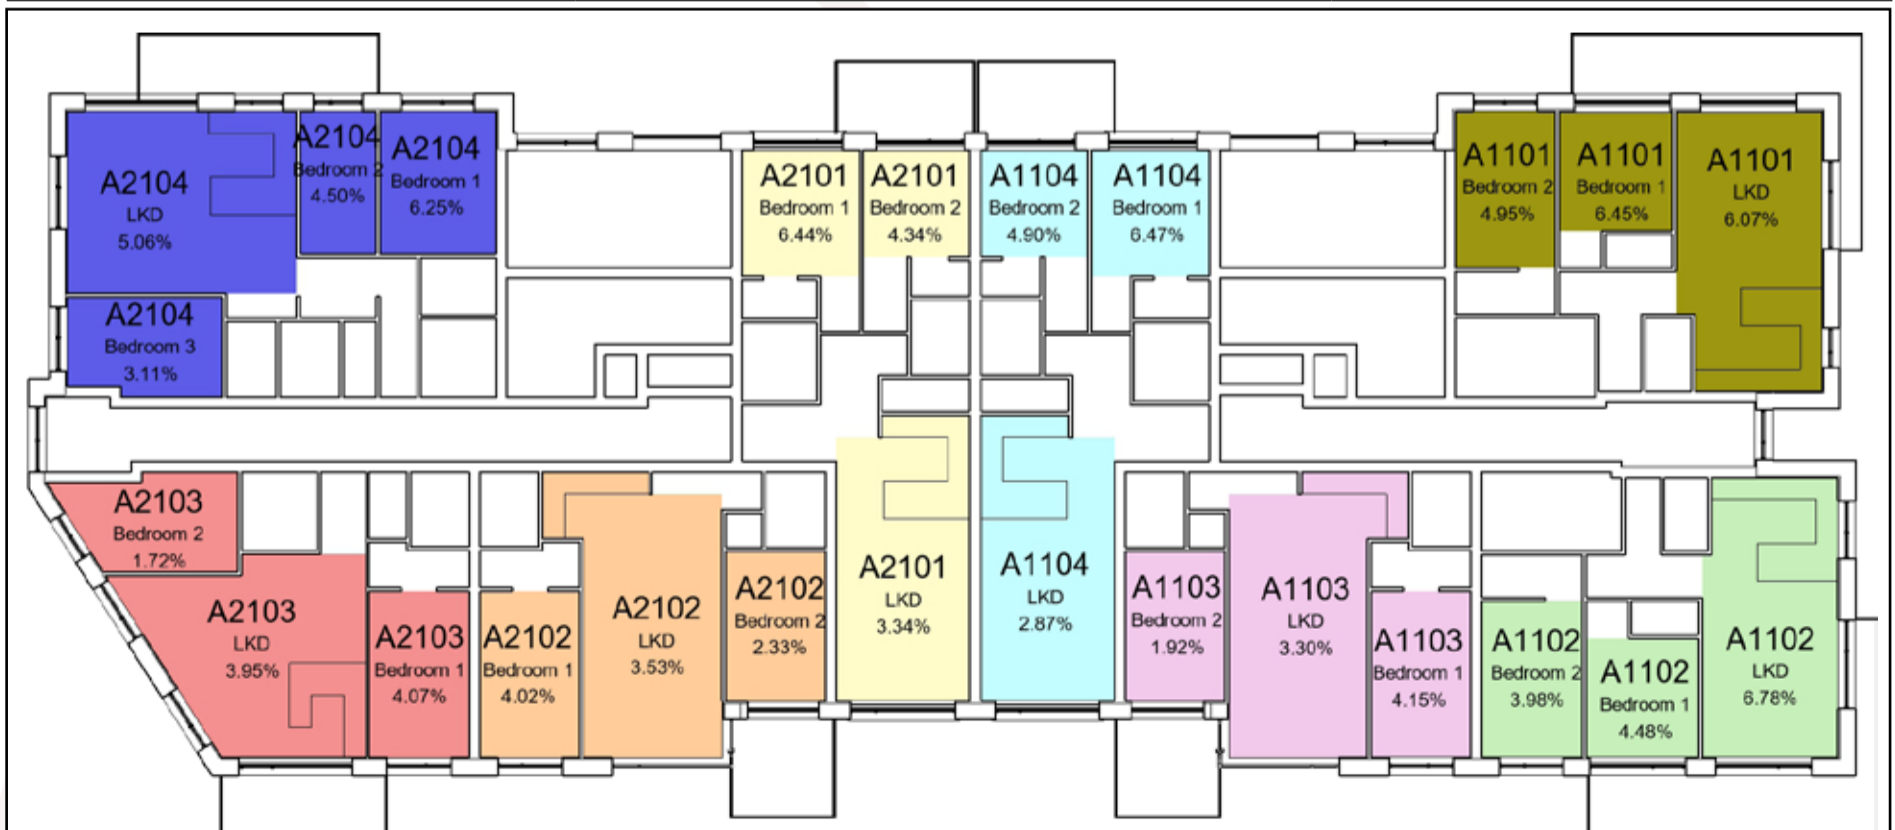 A2104
LKD
5.06%
A2104
Bedroom 2
4.50%
A2104
Bedroom 1
6.25%
A2104
Bedroom 3
3.11%
A2101
Bedroom 1
6.44%
A2101
Bedroom 2
4.34%
A1104
Bedroom 2
4.90%
A1104
Bedroom 1
6.47%
A1101
Bedroom 2
4.95%
A1101
Bedroom 1
6.45%
A1101
LKD
6.07%
A2103
Bedroom 2
1.72%
A2103
LKD
3.95%
A2103
Bedroom 1
4.07%
A2102
Bedroom 1
4.02%
A2102
LKD
3.53%
A2102
Bedroom 2
2.33%
A2101
LKD
3.34%
A1104
LKD
2.87%
A1103
Bedroom 2
1.92%
A1103
LKD
3.30%
A1103
Bedroom 1
4.15%
A1102
Bedroom 2
3.98%
A1102
Bedroom 1
4.48%
A1102
LKD
6.78%